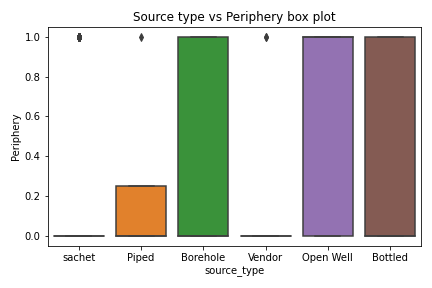 Source type vs Periphery box plot
1.0
0.8
0.6
0.4
0.2
0.0
Periphery
sachet Piped Borehole Vendor Open Well Bottled
source_type